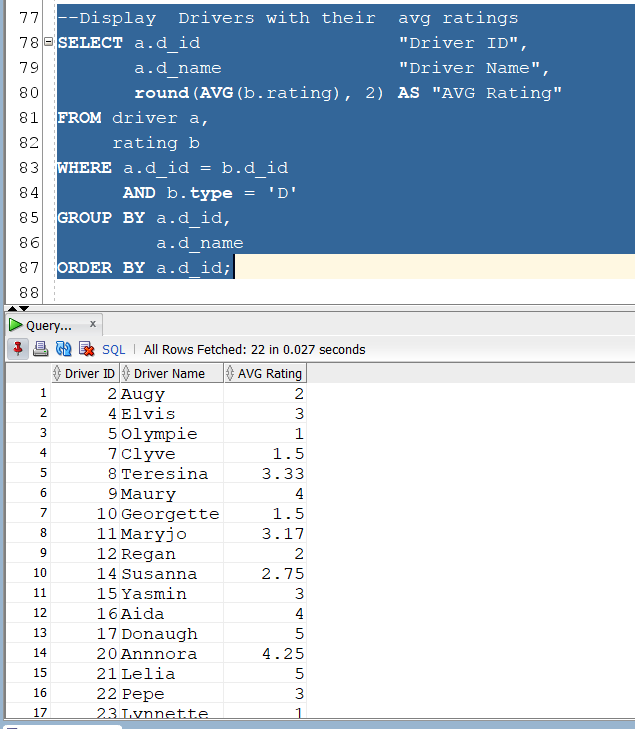 77 --Display  Drivers with their  avg ratings
78 SELECT a.d_id                  "Driver ID",
79        a.d_name                "Driver Name",
80        round(AVG(b.rating), 2) AS "AVG Rating"
81 FROM driver a,
82      rating b
83 WHERE a.d_id = b.d_id
84       AND b.type = 'D'
85 GROUP BY a.d_id,
86          a.d_name
87 ORDER BY a.d_id;
88
Query... x
SQL | All Rows Fetched: 22 in 0.027 seconds
Driver ID Driver Name AVG Rating
1 2 Augy 2
2 4 Elvis 3
3 5 Olympie 1
4 7 Clyve 1.5
5 8 Teresina 3.33
6 9 Maury 4
7 10 Georgette 1.5
8 11 Maryjo 3.17
9 12 Regan 2
10 14 Susanna 2.75
11 15 Yasmin 3
12 16 Aida 4
13 17 Donaugh 5
14 20 Annnora 4.25
15 21 Lelia 5
16 22 Pepe 3
17 23 Lynnette 1